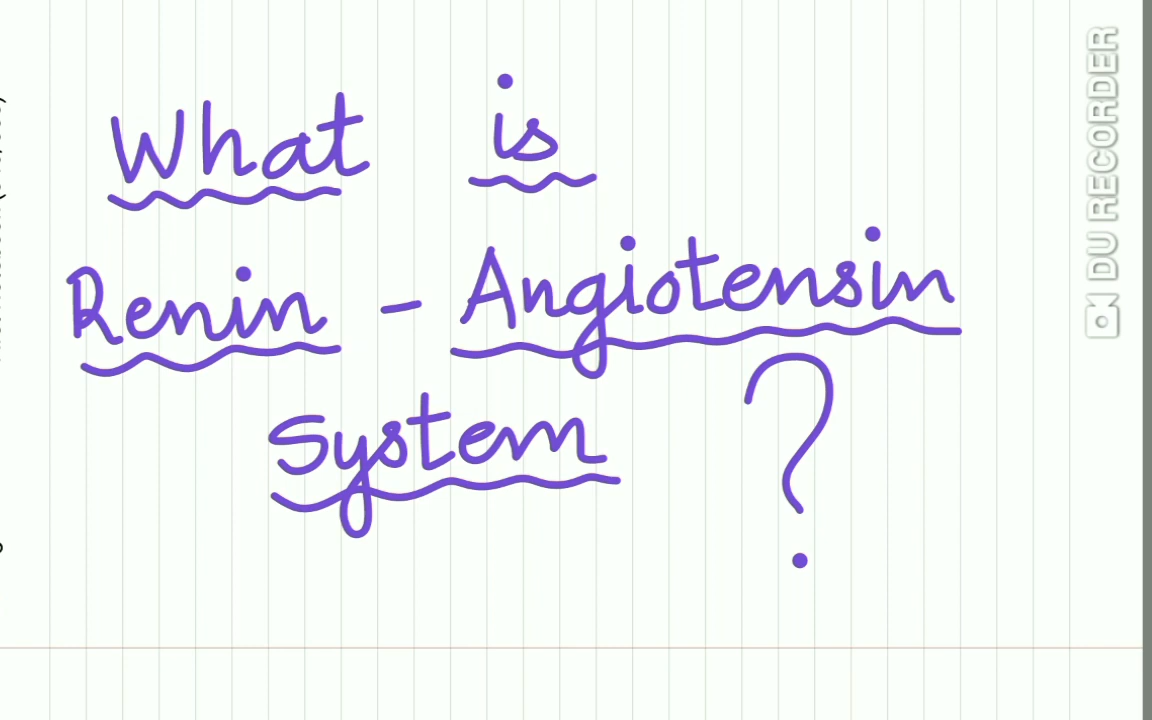 What is
Renin - Angiotensin
System ?
DU RECORDER